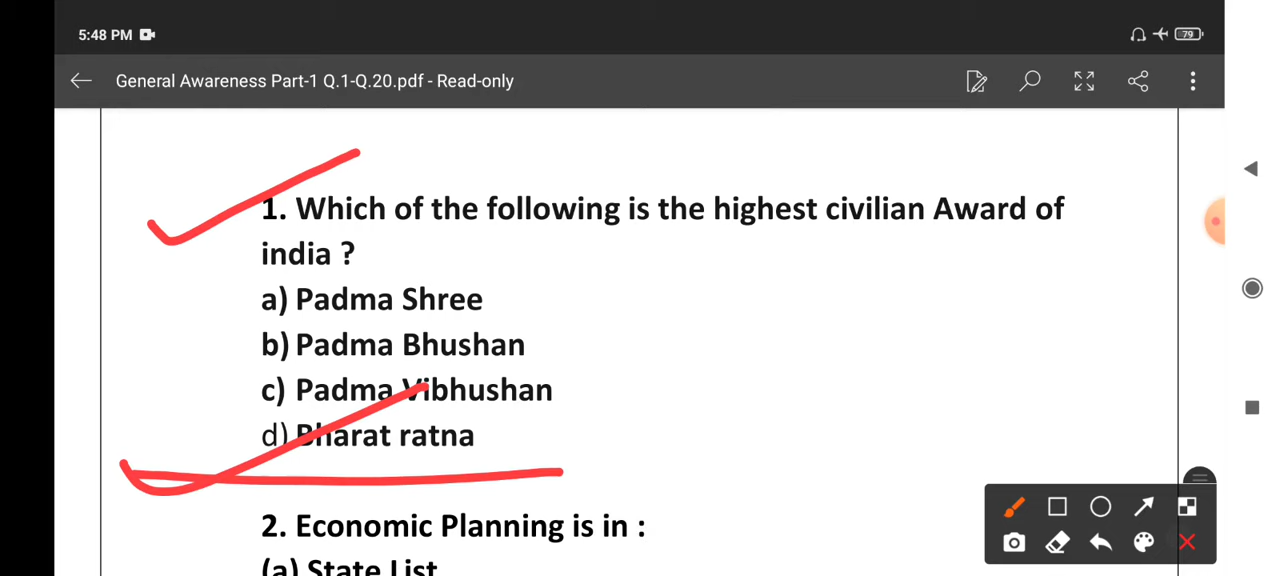 5:48 PM
79
General Awareness Part-1 Q.1-Q.20.pdf - Read-only
1. Which of the following is the highest civilian Award of
india ?
a) Padma Shree
b) Padma Bhushan
c) Padma Vibhushan
d) Bharat ratna
2. Economic Planning is in :
(a) State List